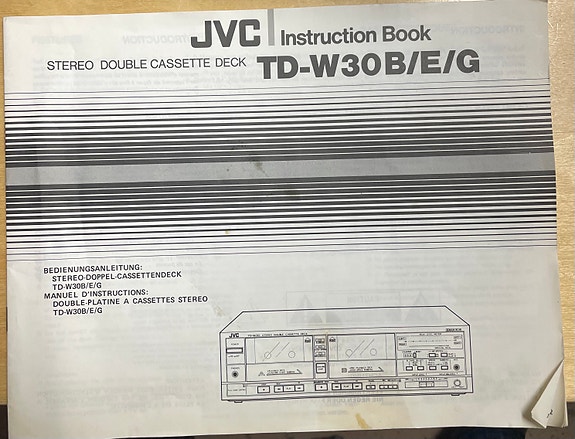 JVC Instruction Book
STEREO DOUBLE CASSETTE DECK TD-W30B/E/G
BEDIENUNGSANLEITUNG:
STEREO-DOPPEL-CASSETTENDECK
TD-W30B/E/G
MANUEL D'INSTRUCTIONS:
DOUBLE-PLATINE A CASSETTES STEREO
TD-W30B/E/G
JVC